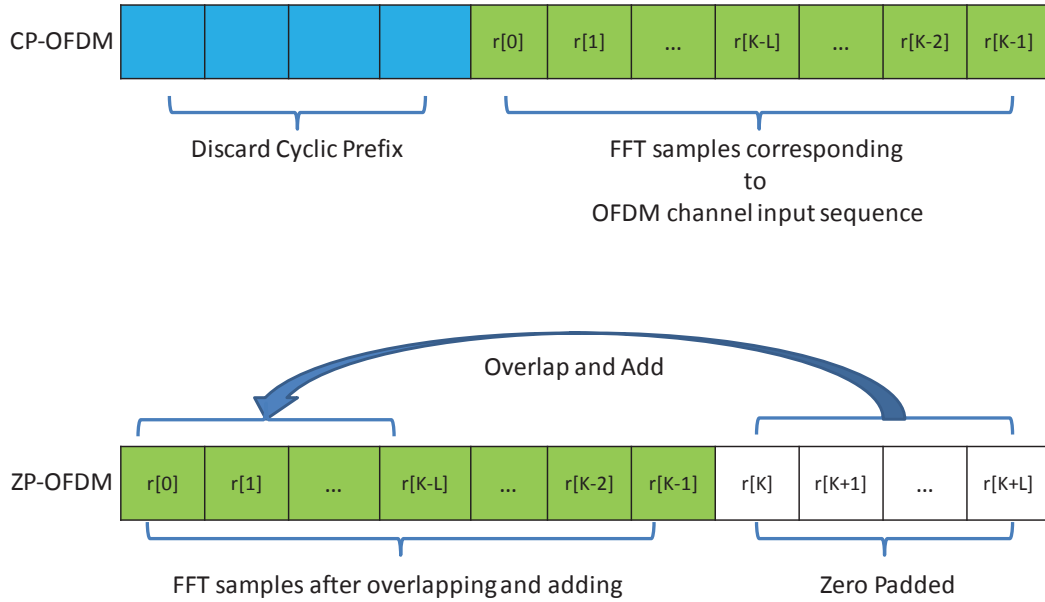 CP-OFDM r[0] r[1] ... r[K-L] ... r[K-2] r[K-1]
Discard Cyclic Prefix
FFT samples corresponding
to
OFDM channel input sequence
Overlap and Add
ZP-OFDM r[0] r[1] ... r[K-L] ... r[K-2] r[K-1] r[K] r[K+1] ... r[K+L]
FFT samples after overlapping and adding
Zero Padded